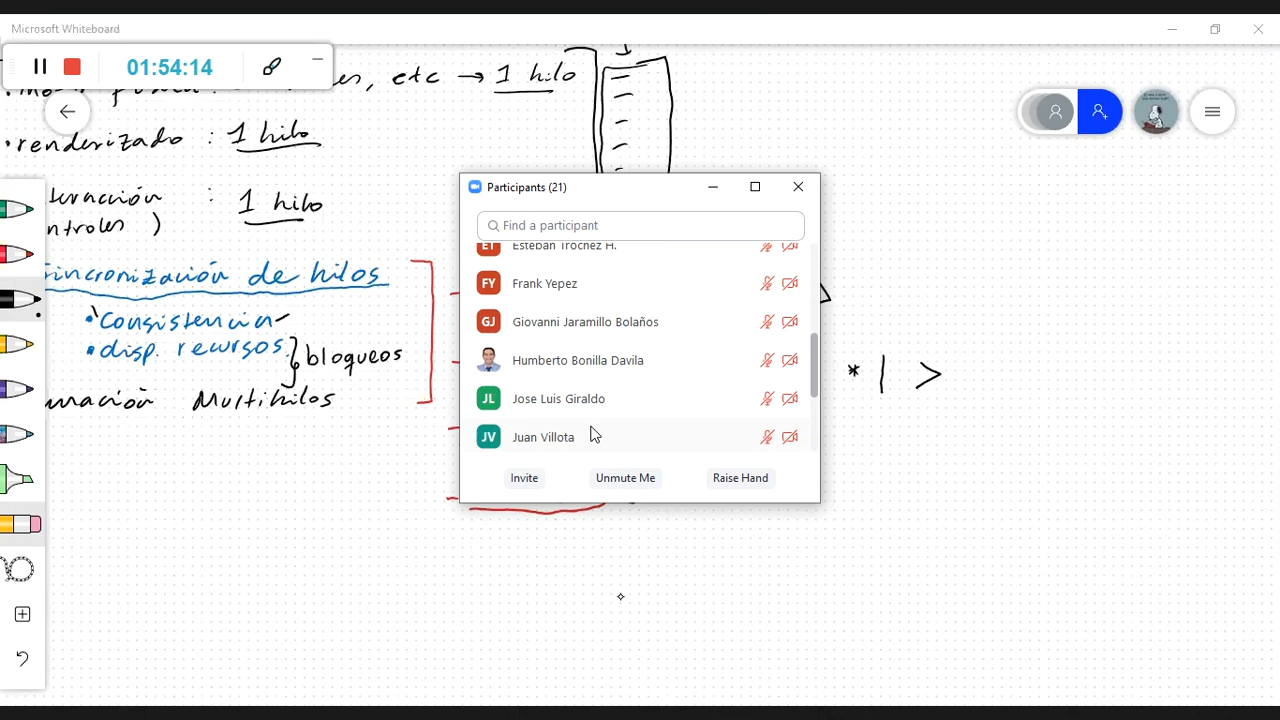 Microsoft Whiteboard
01:54:14
etc → 1 hilo
• renderizado : 1 hilo
: 1 hilo
sincronización de hilos
• Consistencia
• disp. recursos
bloqueos
Multihilos
* | >
Participants (21)
Find a participant
ET Esteban Trochez H.
FY Frank Yepez
GJ Giovanni Jaramillo Bolaños
Humberto Bonilla Davila
JL Jose Luis Giraldo
JV Juan Villota
Invite Unmute Me Raise Hand